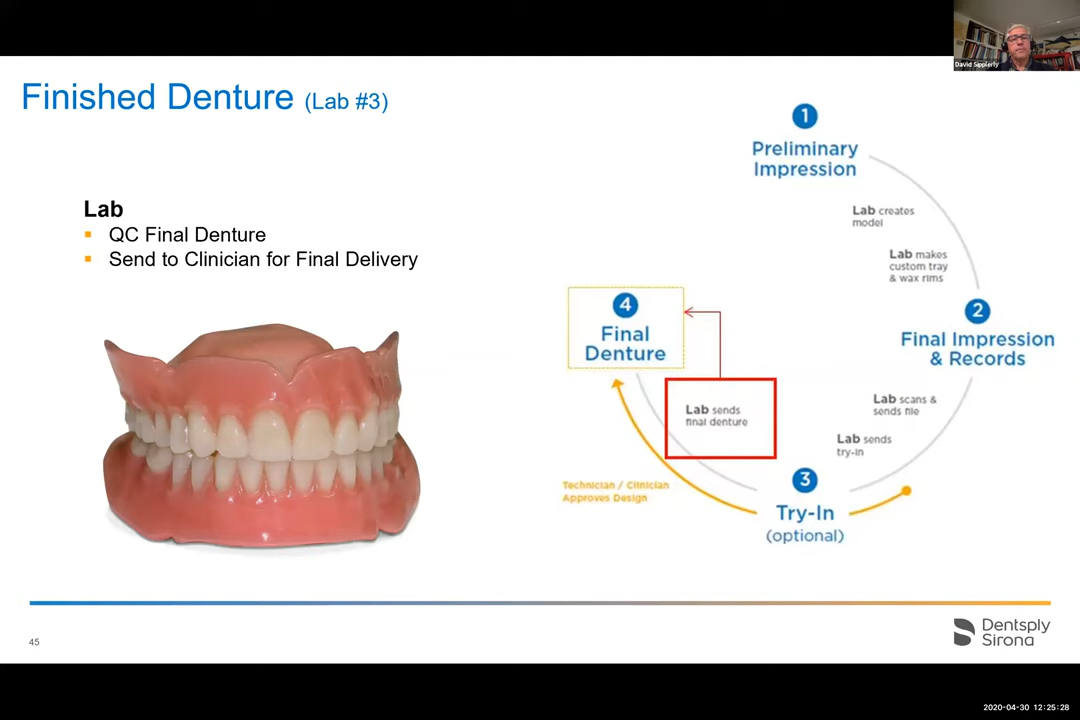 David Sipperly
Finished Denture (Lab #3)
Lab
QC Final Denture
Send to Clinician for Final Delivery
1
Preliminary
Impression
Lab creates
model
Lab makes
custom tray
& wax rims
2
Final Impression
& Records
Lab scans &
sends file
Lab sends
try-in
3
Try-In
(optional)
4
Final
Denture
Lab sends
final denture
Technician / Clinician
Approves Design
45
Dentsply
Sirona
2020-04-30 12:25:28